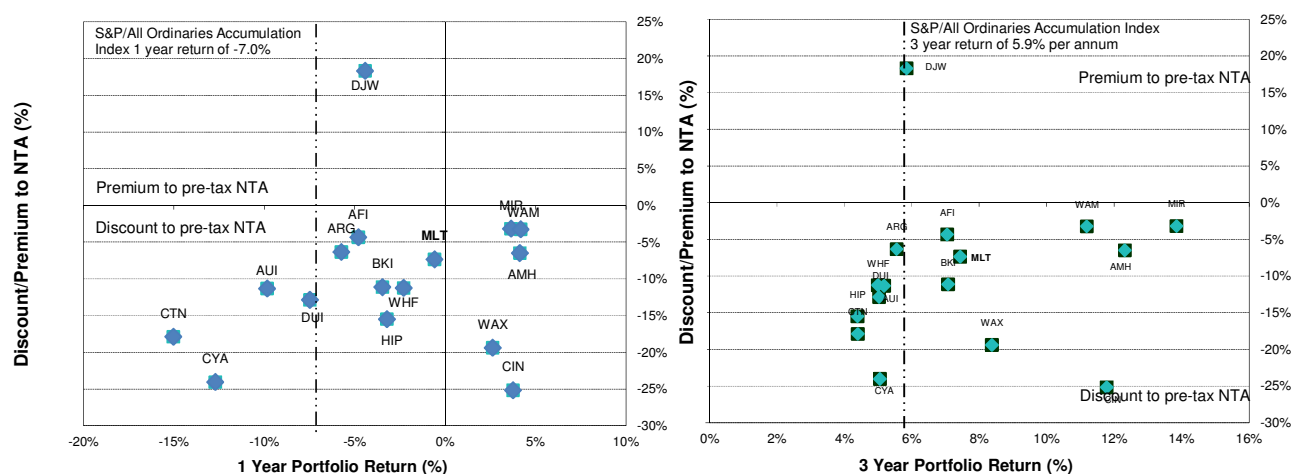 S&P/All Ordinaries Accumulation
Index 1 year return of -7.0%
Discount/Premium to NTA (%)
25%
20%
15%
10%
5%
0%
-5%
-10%
-15%
-20%
-25%
-30%
DJW
Premium to pre-tax NTA
Discount to pre-tax NTA
MIR
WAM
AFI
ARG
MLT
AMH
BKI
AUI
WHF
DUI
CTN
HIP
WAX
CYA
CIN
-20%
-15%
-10%
-5%
0%
5%
10%
1 Year Portfolio Return (%)
S&P/All Ordinaries Accumulation Index
3 year return of 5.9% per annum
Discount/Premium to NTA (%)
25%
20%
15%
10%
5%
0%
-5%
-10%
-15%
-20%
-25%
-30%
DJW
Premium to pre-tax NTA
MIR
WAM
AFI
ARG
MLT
AMH
WHF
BKI
DUI
HIP
AUI
CTN
WAX
CYA
Discount to pre-tax NTA
CIN
0%
2%
4%
6%
8%
10%
12%
14%
16%
3 Year Portfolio Return (%)